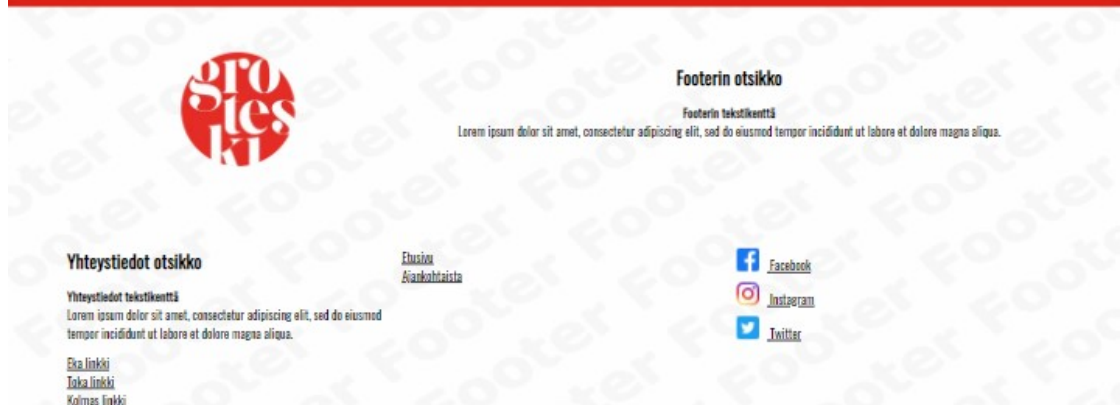 gro
tes
ki
Footerin otsikko
Footerin tekstikenttä
Lorem ipsum dolor sit amet, consectetur adipiscing elit, sed do eiusmod tempor incididunt ut labore et dolore magna aliqua.
Yhteystiedot otsikko
Yhteystiedot tekstikenttä
Lorem ipsum dolor sit amet, consectetur adipiscing elit, sed do eiusmod
tempor incididunt ut labore et dolore magna aliqua.
Eka linkki
Toka linkki
Kolmas linkki
Etusivu
Ajankohtaista
Facebook
Instagram
Twitter
Footer